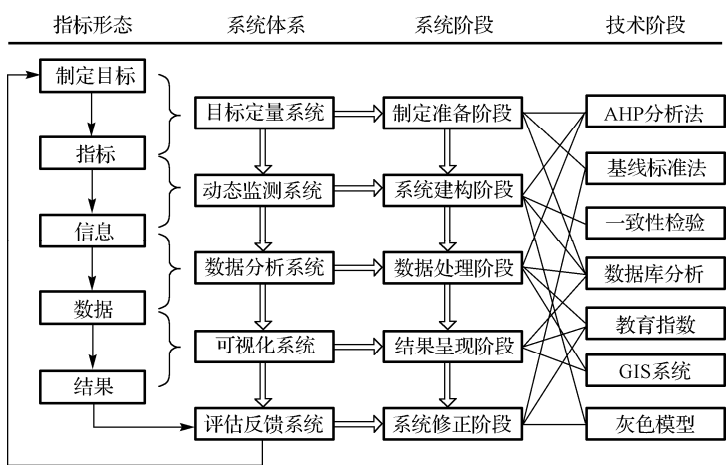 指标形态 系统体系 系统阶段 技术阶段
制定目标
指标
信息
数据
结果
目标定量系统
动态监测系统
数据分析系统
可视化系统
评估反馈系统
制定准备阶段
系统建构阶段
数据处理阶段
结果呈现阶段
系统修正阶段
AHP分析法
基线标准法
一致性检验
数据库分析
教育指数
GIS系统
灰色模型